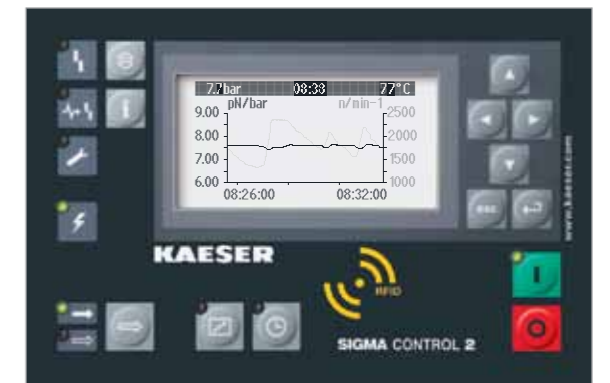 7.7bar 08:38 77°C
pN/bar n/min-1
9.00 2500
8.00 2000
7.00 1500
6.00 1000
08:26:00 08:32:00
esc
www.kaeser.com
KAESER
RFID
I
O
SIGMA CONTROL 2